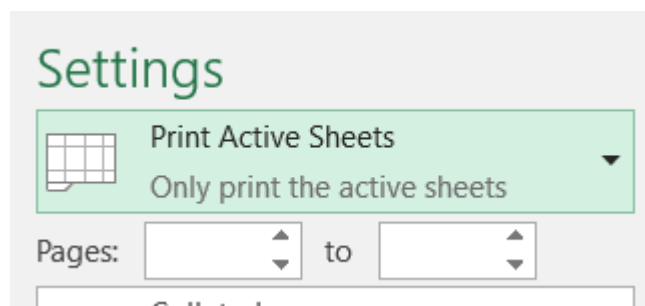 Settings
Print Active Sheets
Only print the active sheets
Pages: to